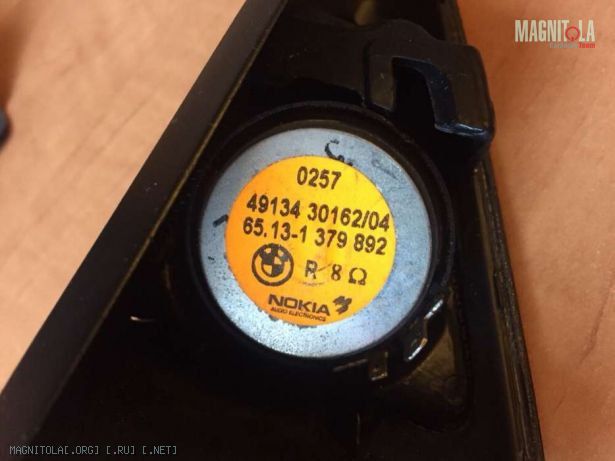 MAGNITOLA
0257
49134 30162/04
65.13-1 379 892
R 8 Ω
NOKIA
AUDIO ELECTRONICS
MAGNITOLA[.ORG] [.RU] [.NET]